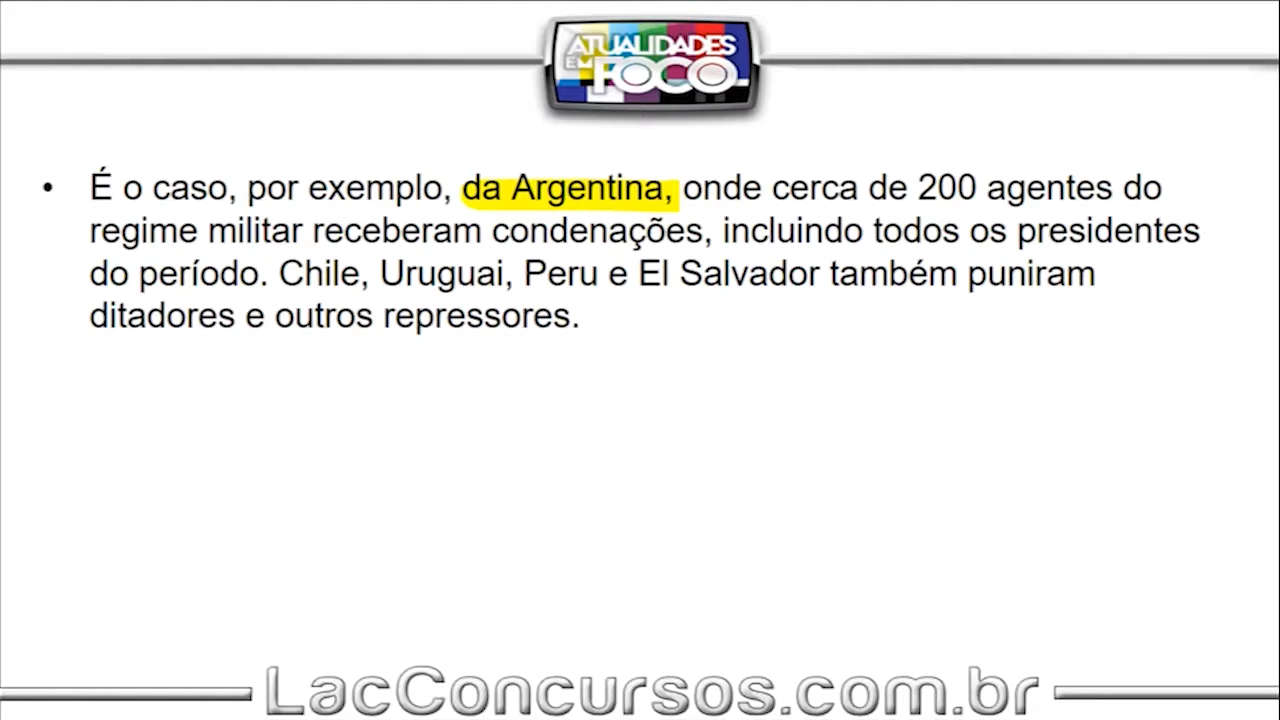 ATUALIDADES
EM FOCO
• É o caso, por exemplo, da Argentina, onde cerca de 200 agentes do
regime militar receberam condenações, incluindo todos os presidentes
do período. Chile, Uruguai, Peru e El Salvador também puniram
ditadores e outros repressores.
LacConcursos.com.br